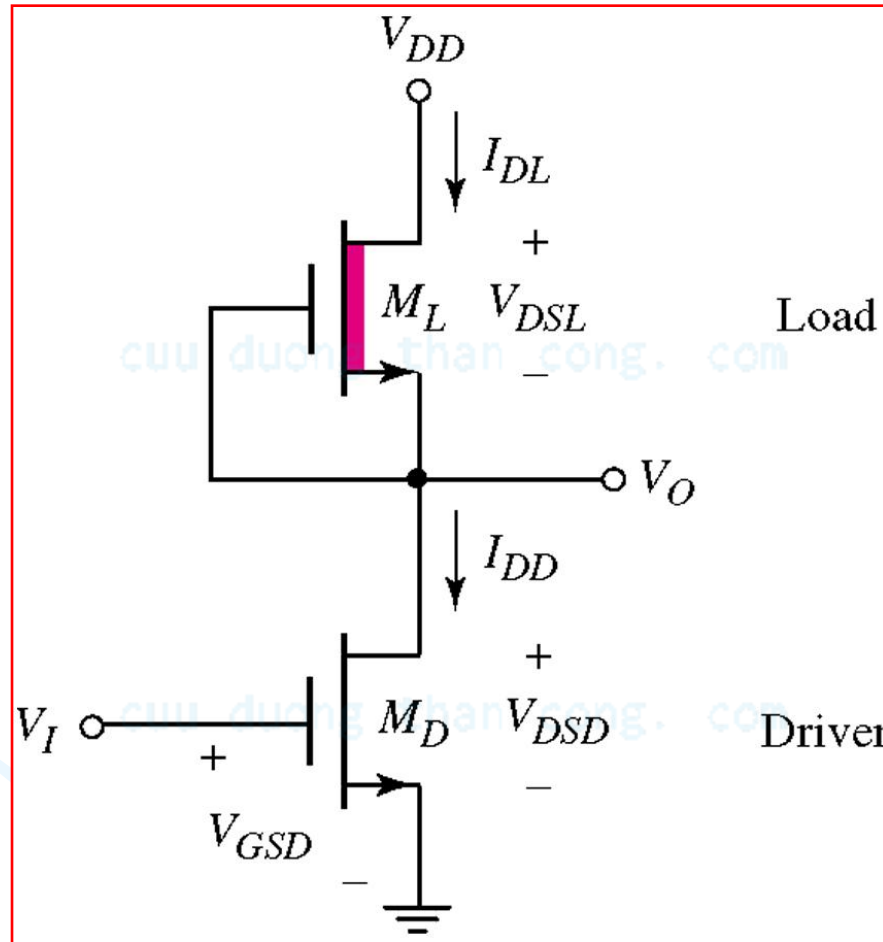 V_DD
I_DL
+
M_L V_DSL Load
cuu duong than cong. com
–
V_O
I_DD
+
V_I M_D V_DSD Driver
cuu duong than cong. com
+
–
V_GSD
–